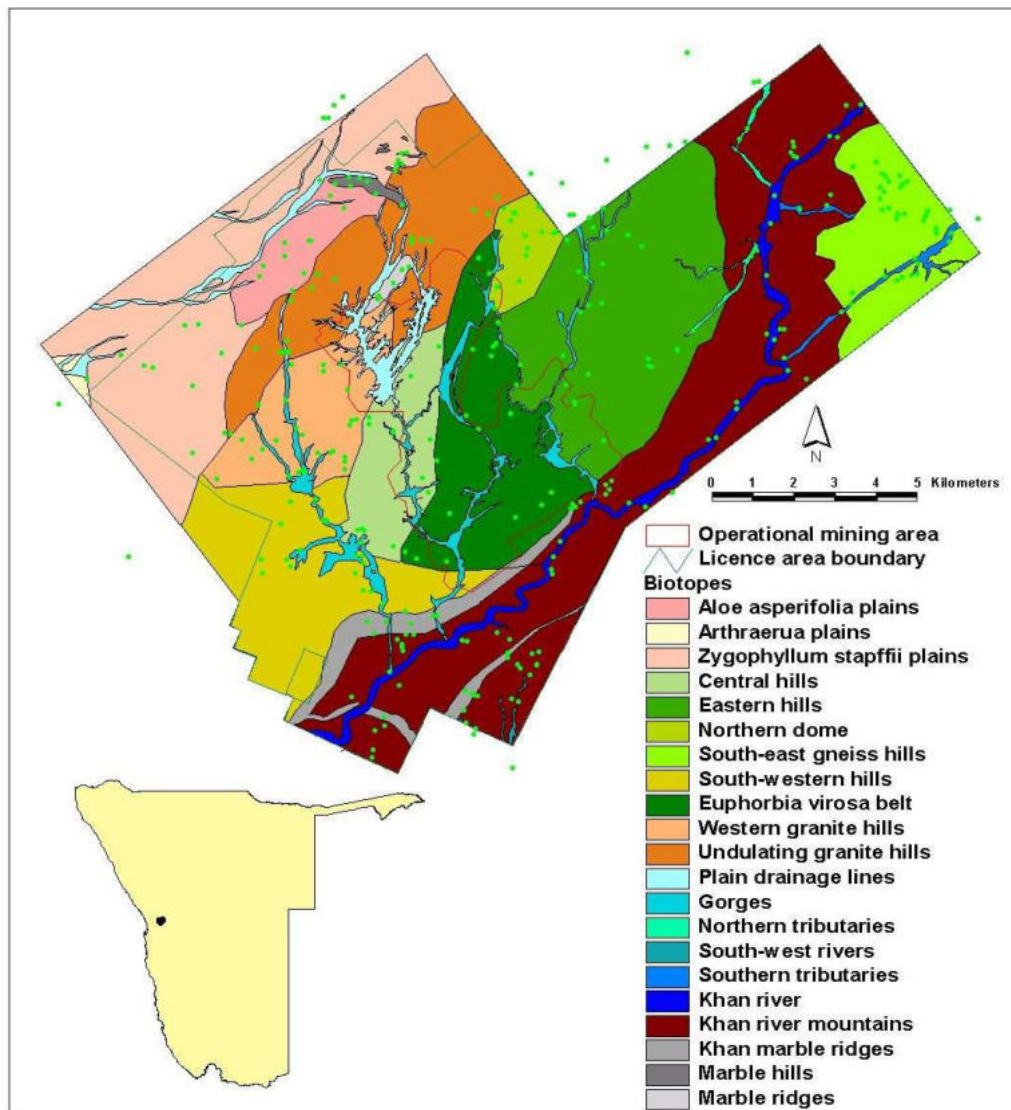 N
0 1 2 3 4 5 Kilometers
Operational mining area
Licence area boundary
Biotopes
Aloe asperifolia plains
Arthraerua plains
Zygophyllum stapffii plains
Central hills
Eastern hills
Northern dome
South-east gneiss hills
South-western hills
Euphorbia virosa belt
Western granite hills
Undulating granite hills
Plain drainage lines
Gorges
Northern tributaries
South-west rivers
Southern tributaries
Khan river
Khan river mountains
Khan marble ridges
Marble hills
Marble ridges